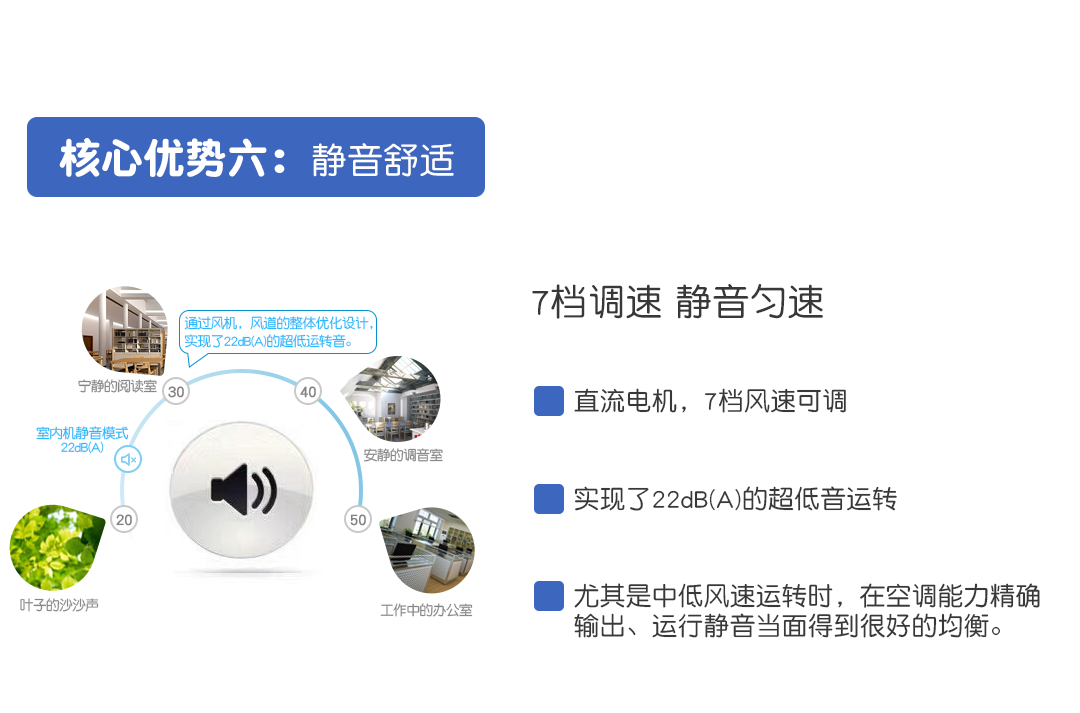 核心优势六：静音舒适
7档调速 静音匀速
通过风机，风道的整体优化设计，
实现了22dB(A)的超低运转音。
宁静的阅读室
30
40
安静的调音室
室内机静音模式
22dB(A)
20
50
叶子的沙沙声
工作中的办公室
直流电机，7档风速可调
实现了22dB(A)的超低音运转
尤其是中低风速运转时，在空调能力精确
输出、运行静音当面得到很好的均衡。